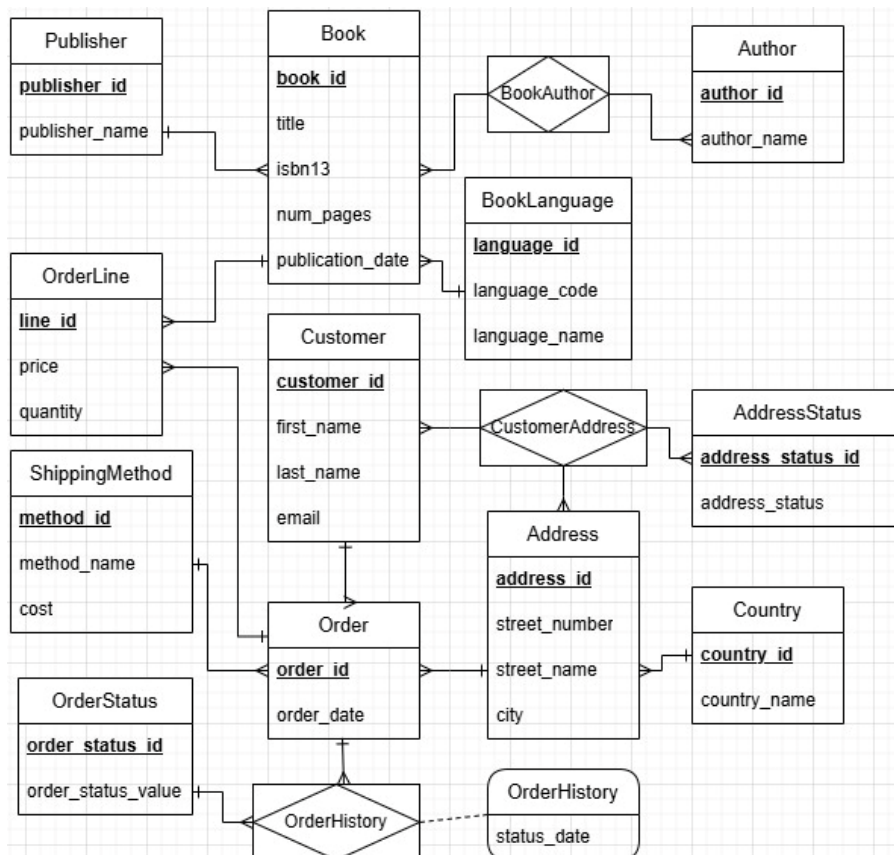 Publisher
publisher_id
publisher_name
Book
book_id
title
isbn13
num_pages
publication_date
BookAuthor
Author
author_id
author_name
BookLanguage
language_id
language_code
language_name
OrderLine
line_id
price
quantity
Customer
customer_id
first_name
last_name
email
CustomerAddress
AddressStatus
address_status_id
address_status
ShippingMethod
method_id
method_name
cost
Address
address_id
street_number
street_name
city
Country
country_id
country_name
Order
order_id
order_date
OrderStatus
order_status_id
order_status_value
OrderHistory
OrderHistory
status_date